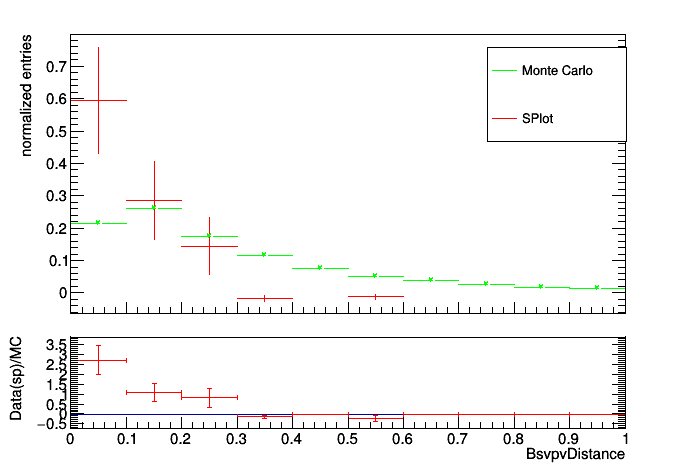 normalized entries
0.7
0.6
0.5
0.4
0.3
0.2
0.1
0
Monte Carlo
SPlot
Data(sp)/MC
3.5
3
2.5
2
1.5
1
0.5
0
−0.5
0 0.1 0.2 0.3 0.4 0.5 0.6 0.7 0.8 0.9 1
BsvpvDistance